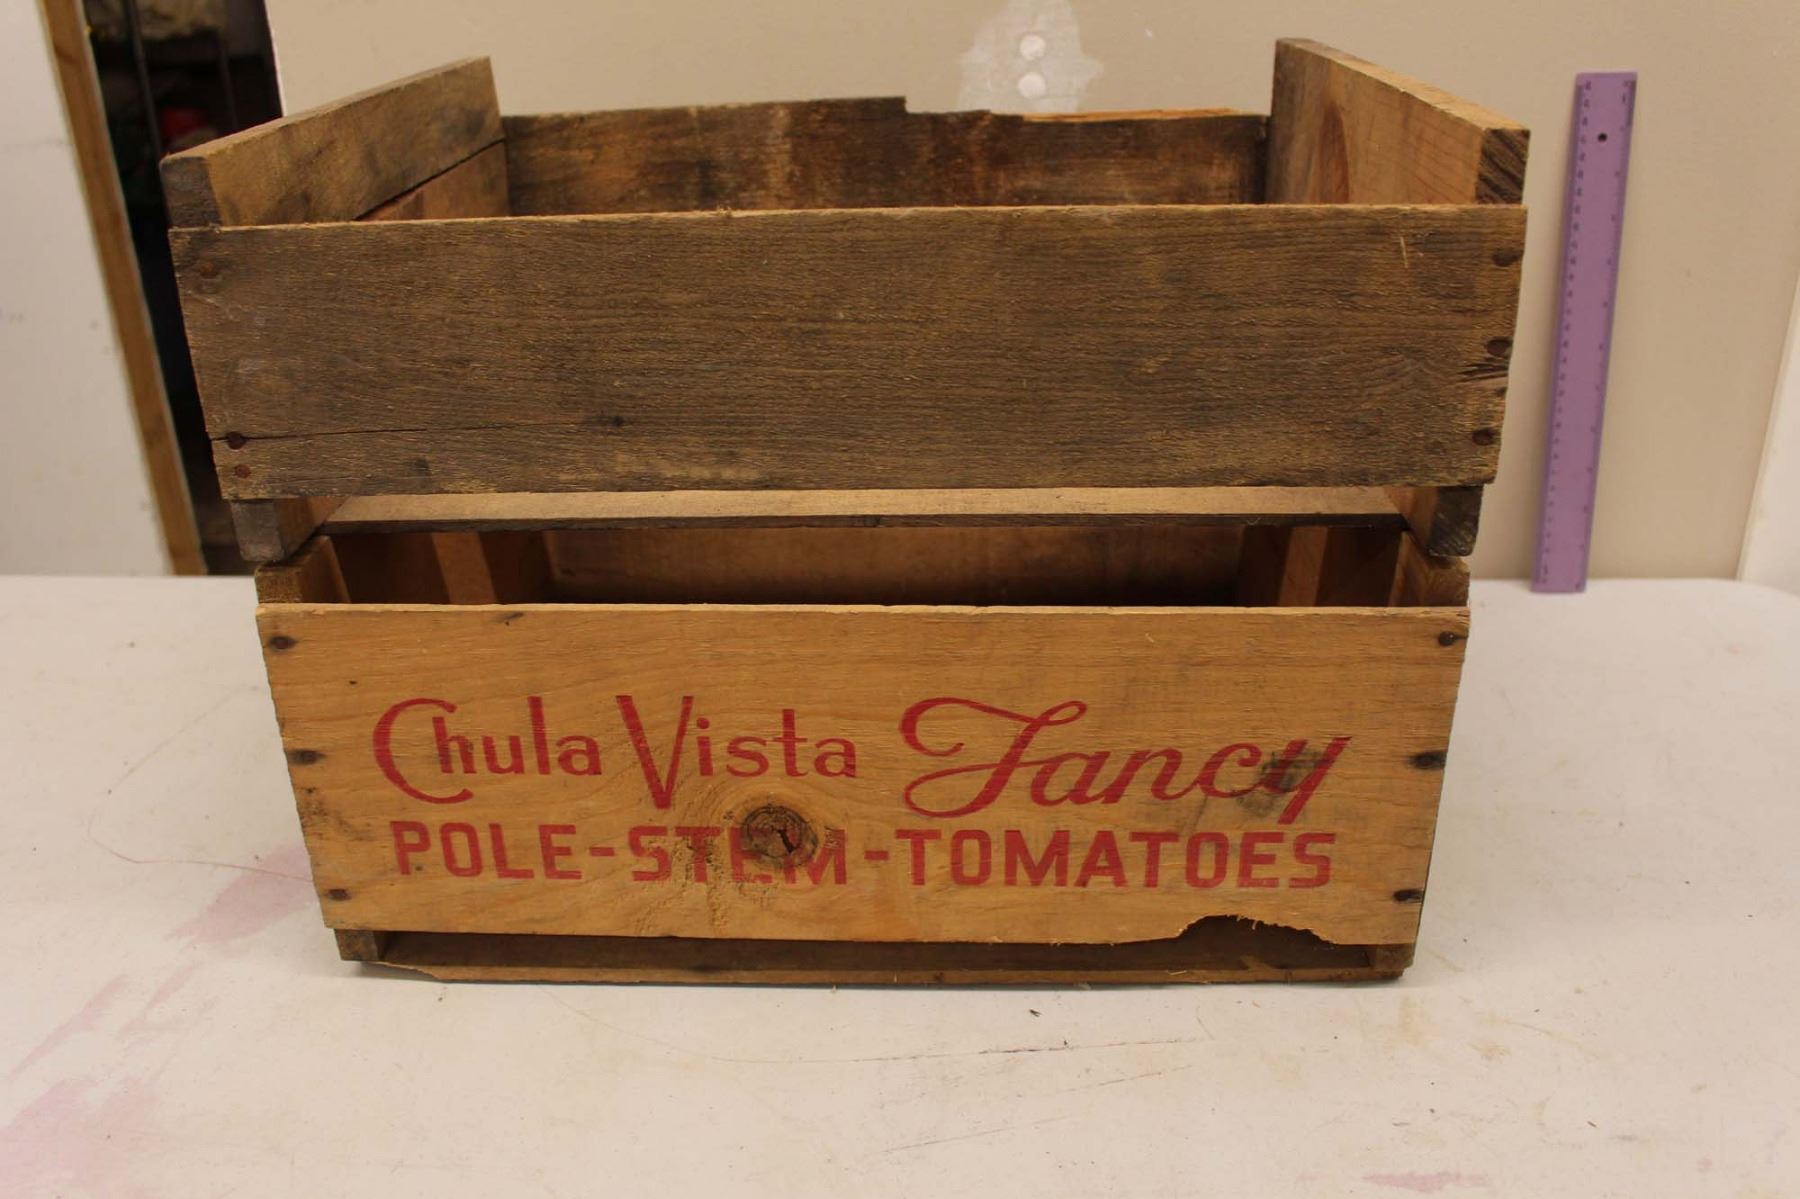 Chula Vista Fancy
POLE-STEM-TOMATOES